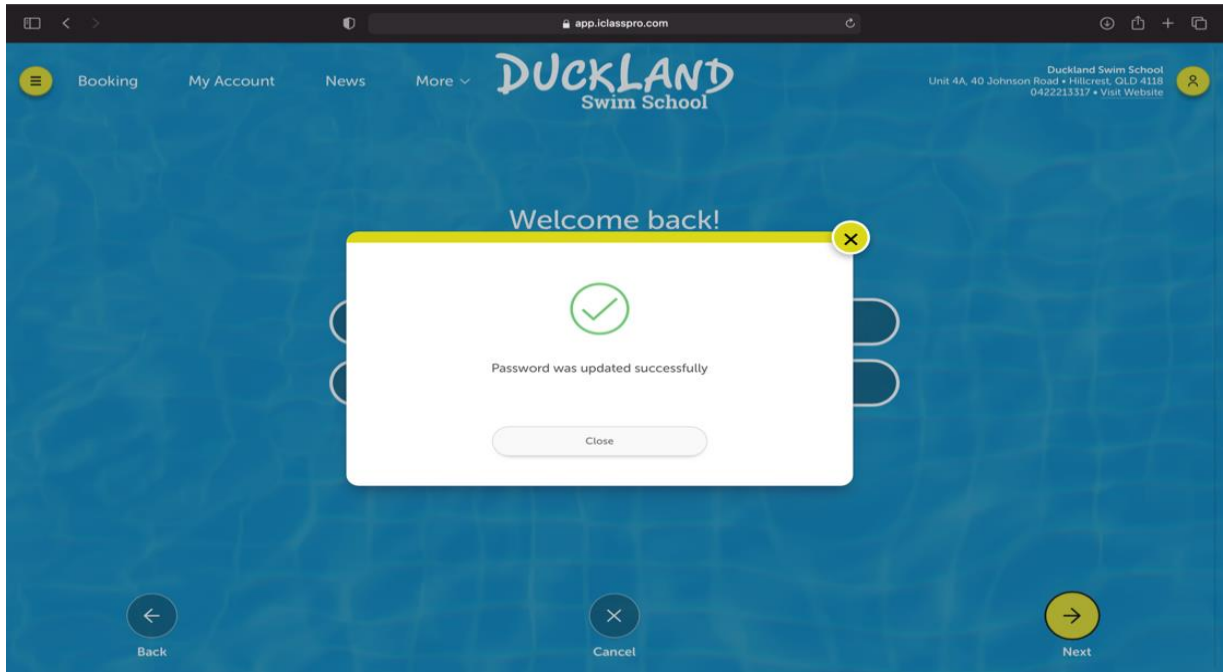 app.iclasspro.com
Booking
My Account
News
More
DUCKLAND
Swim School
Duckland Swim School
Unit 4A, 40 Johnson Road • Hillcrest, QLD 4118
0422213317 • Visit Website
Welcome back!
Password was updated successfully
Close
Back
Cancel
Next